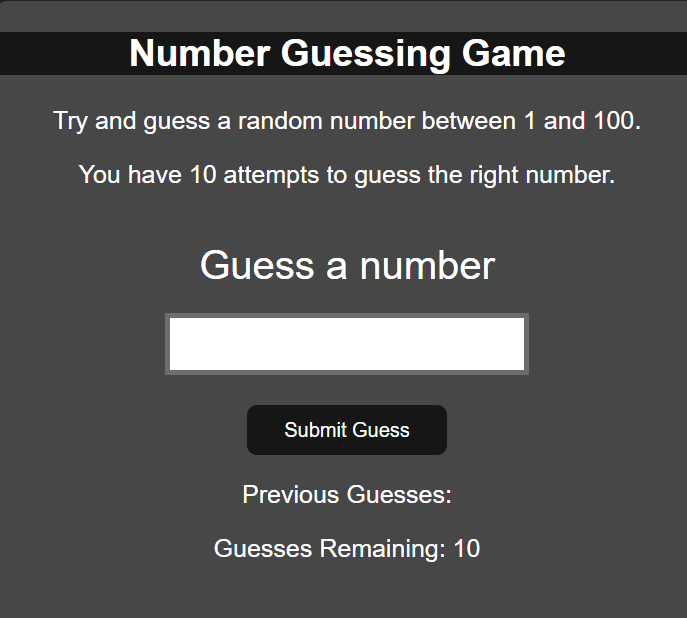 Number Guessing Game
Try and guess a random number between 1 and 100.
You have 10 attempts to guess the right number.
Guess a number
Submit Guess
Previous Guesses:
Guesses Remaining: 10